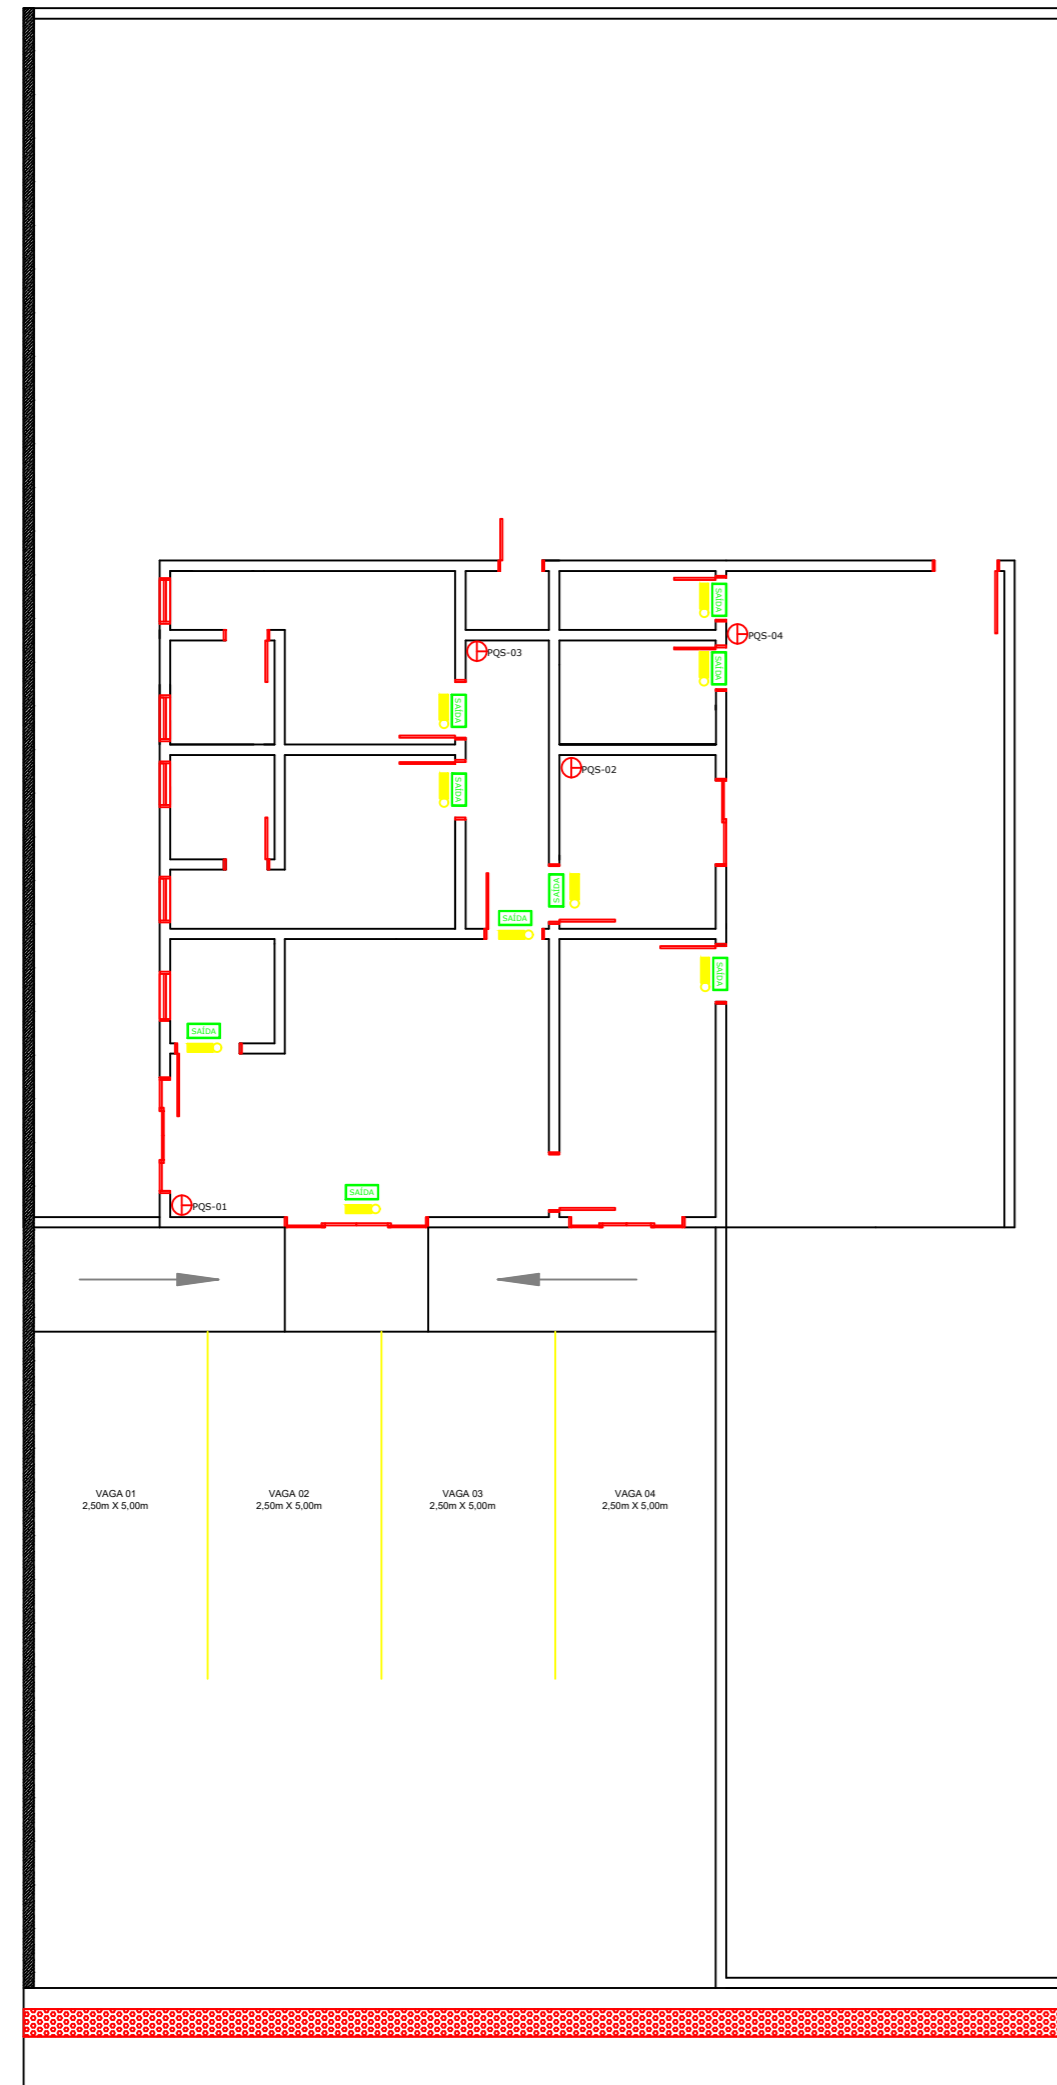 SAÍDA
PQS-04
PQS-03
SAÍDA
SAÍDA
PQS-02
SAÍDA
SAÍDA
SAÍDA
SAÍDA
SAÍDA
SAÍDA
PQS-01
VAGA 01
2,50m X 5,00m
VAGA 02
2,50m X 5,00m
VAGA 03
2,50m X 5,00m
VAGA 04
2,50m X 5,00m